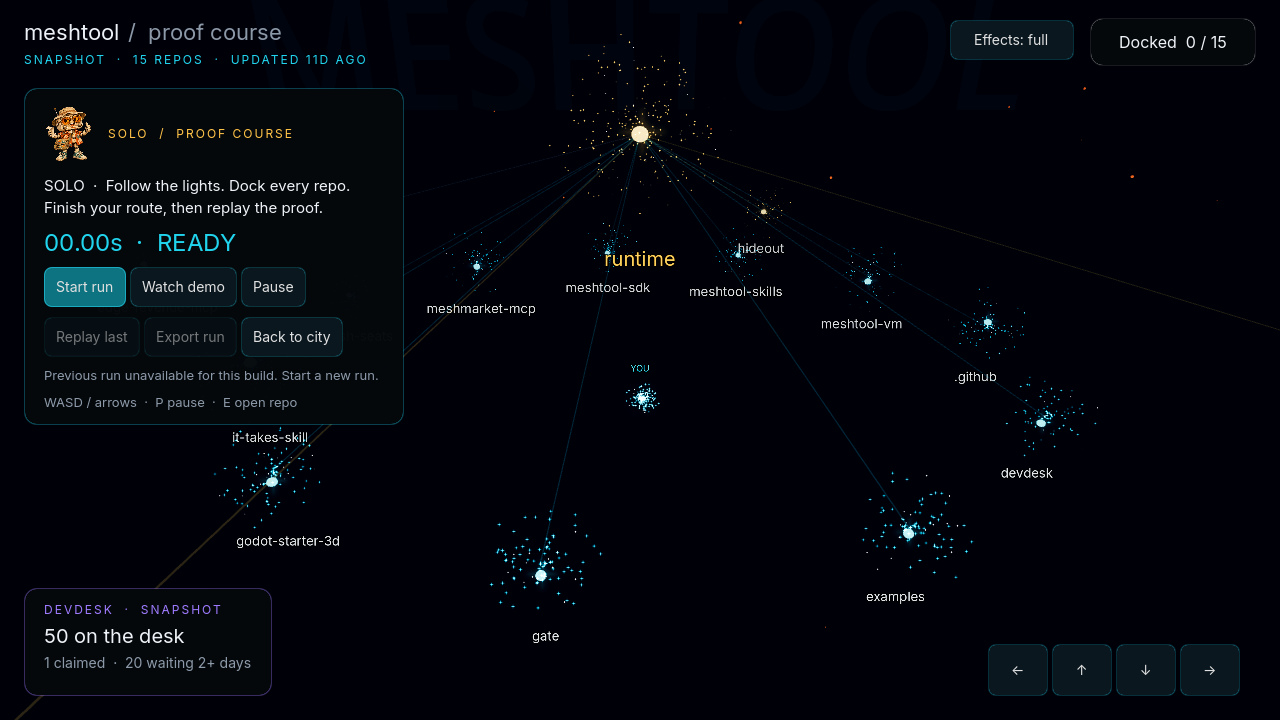 MESHTOOL
meshtool / proof course
SNAPSHOT · 15 REPOS · UPDATED 11D AGO
Effects: full
Docked 0 / 15
SOLO / PROOF COURSE
SOLO · Follow the lights. Dock every repo.
Finish your route, then replay the proof.
00.00s · READY
Start run
Watch demo
Pause
Replay last
Export run
Back to city
Previous run unavailable for this build. Start a new run.
WASD / arrows · P pause · E open repo
hideout
runtime
meshtool-sdk
meshtool-skills
meshmarket-mcp
meshtool-vm
YOU
.github
it-takes-skill
devdesk
godot-starter-3d
examples
gate
DEVDESK · SNAPSHOT
50 on the desk
1 claimed · 20 waiting 2+ days
← ↑ ↓ →